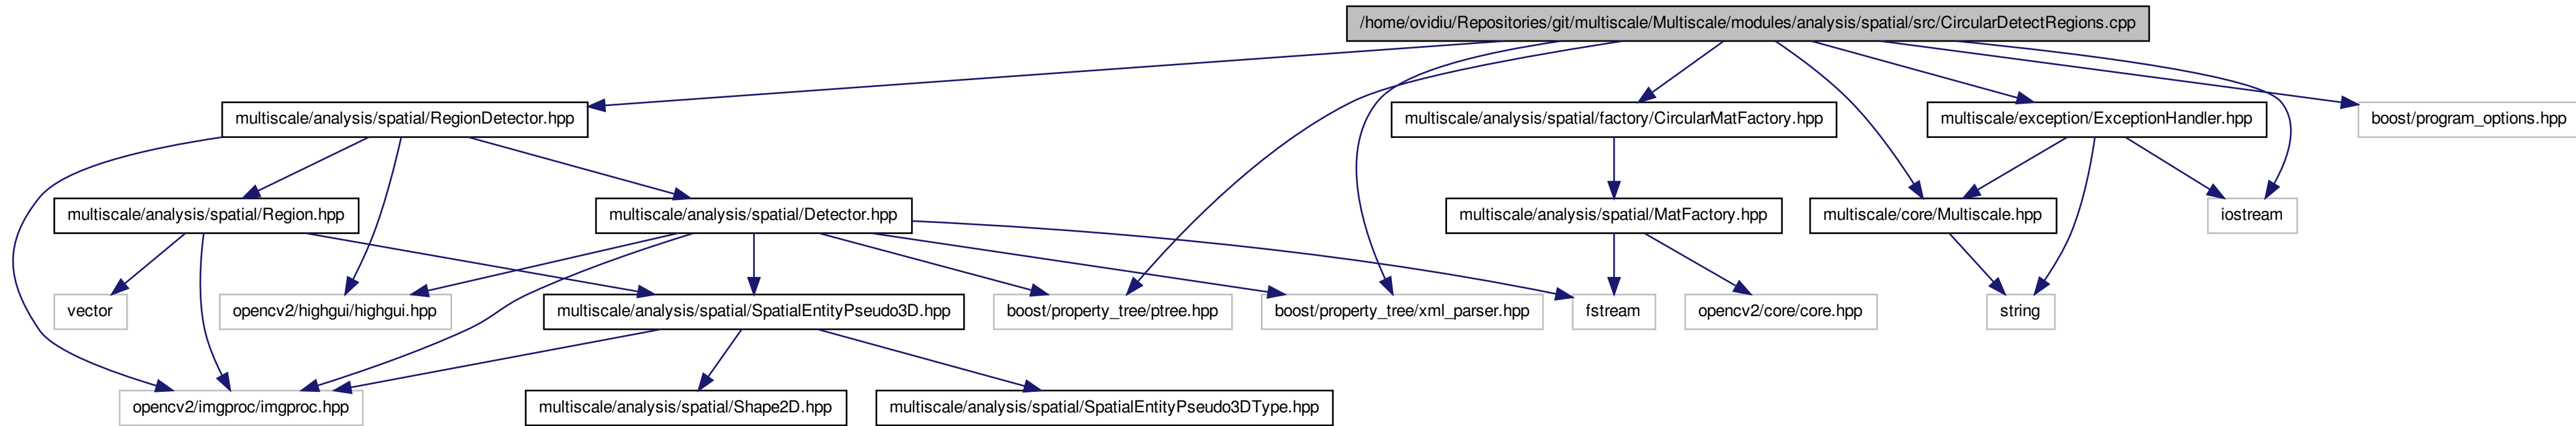 /home/ovidiu/Repositories/git/multiscale/Multiscale/modules/analysis/spatial/src/CircularDetectRegions.cpp
multiscale/analysis/spatial/RegionDetector.hpp
multiscale/analysis/spatial/factory/CircularMatFactory.hpp
multiscale/exception/ExceptionHandler.hpp
boost/program_options.hpp
multiscale/analysis/spatial/Region.hpp
multiscale/analysis/spatial/Detector.hpp
multiscale/analysis/spatial/MatFactory.hpp
multiscale/core/Multiscale.hpp
iostream
vector
opencv2/highgui/highgui.hpp
multiscale/analysis/spatial/SpatialEntityPseudo3D.hpp
boost/property_tree/ptree.hpp
boost/property_tree/xml_parser.hpp
fstream
opencv2/core/core.hpp
string
opencv2/imgproc/imgproc.hpp
multiscale/analysis/spatial/Shape2D.hpp
multiscale/analysis/spatial/SpatialEntityPseudo3DType.hpp